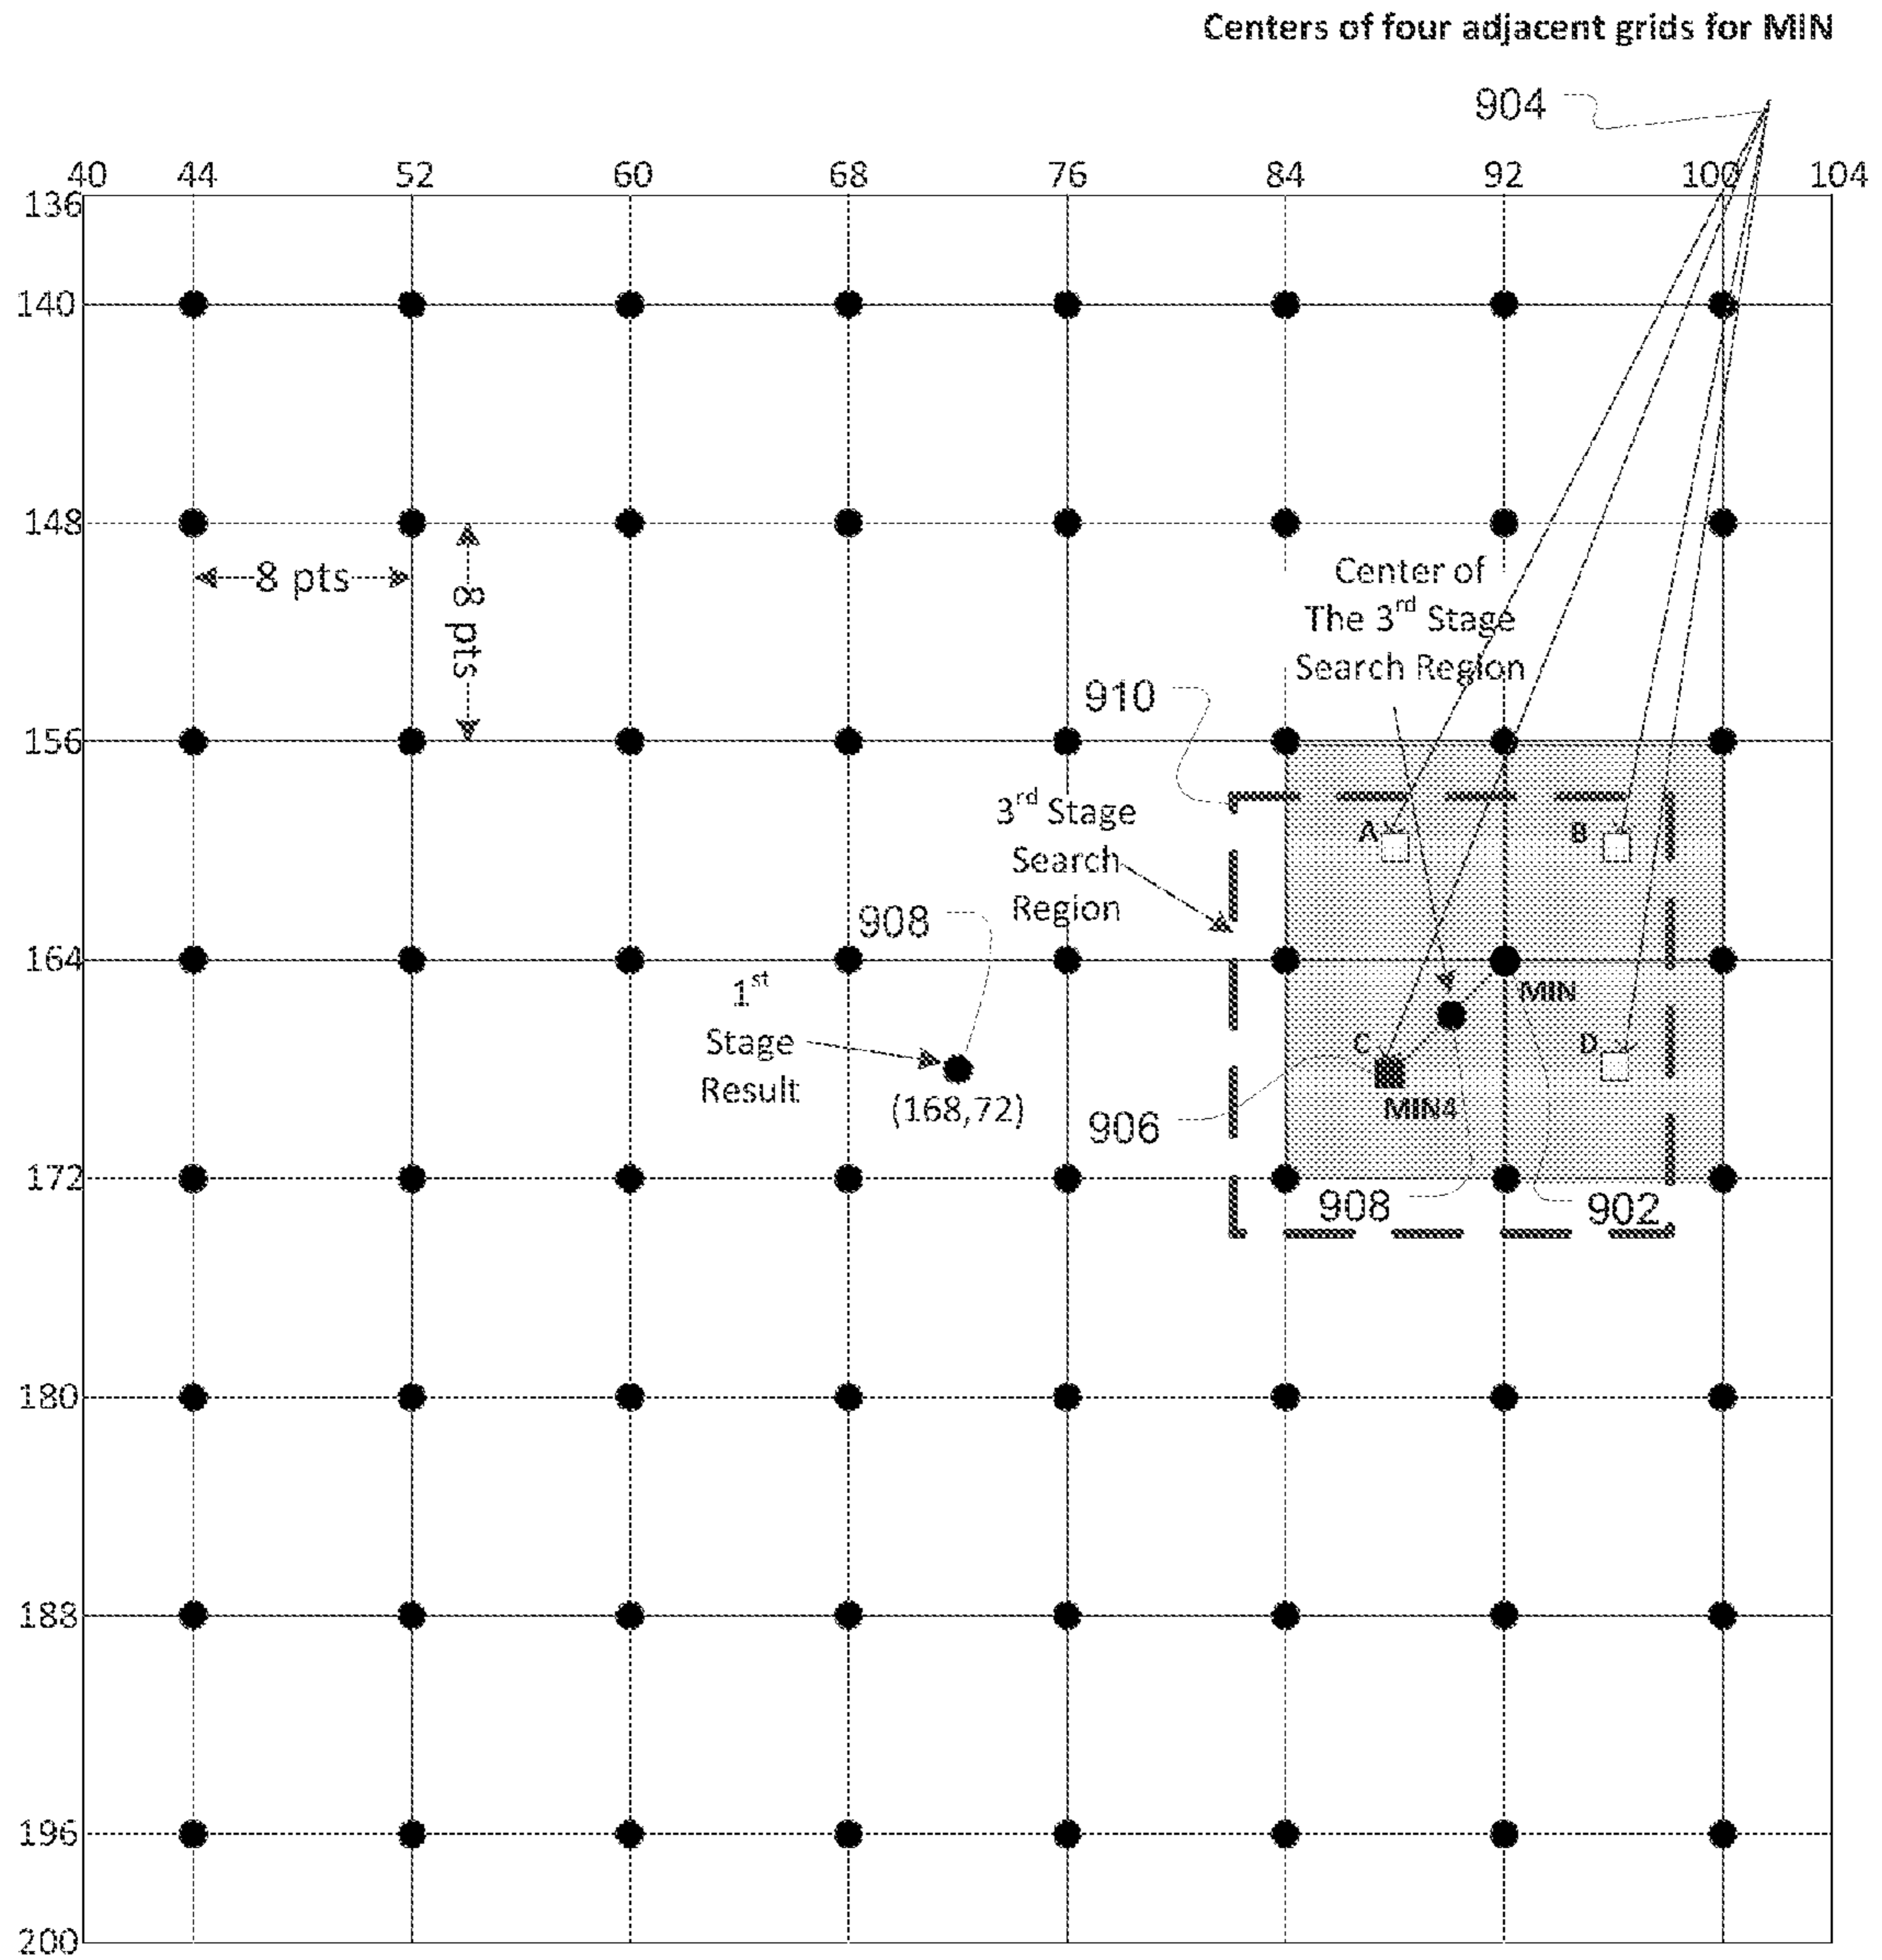 Centers of four adjacent grids for MIN
904
40 44 52 60 68 76 84 92 100 104
136
140
148
8 pts
8 pts
Center of
The 3rd Stage
Search Region
910
156
3rd Stage
Search
Region
A
B
908
164
1st
Stage
Result
MIN
C
D
(168,72)
906
MIN4
172
908
902
180
188
196
200